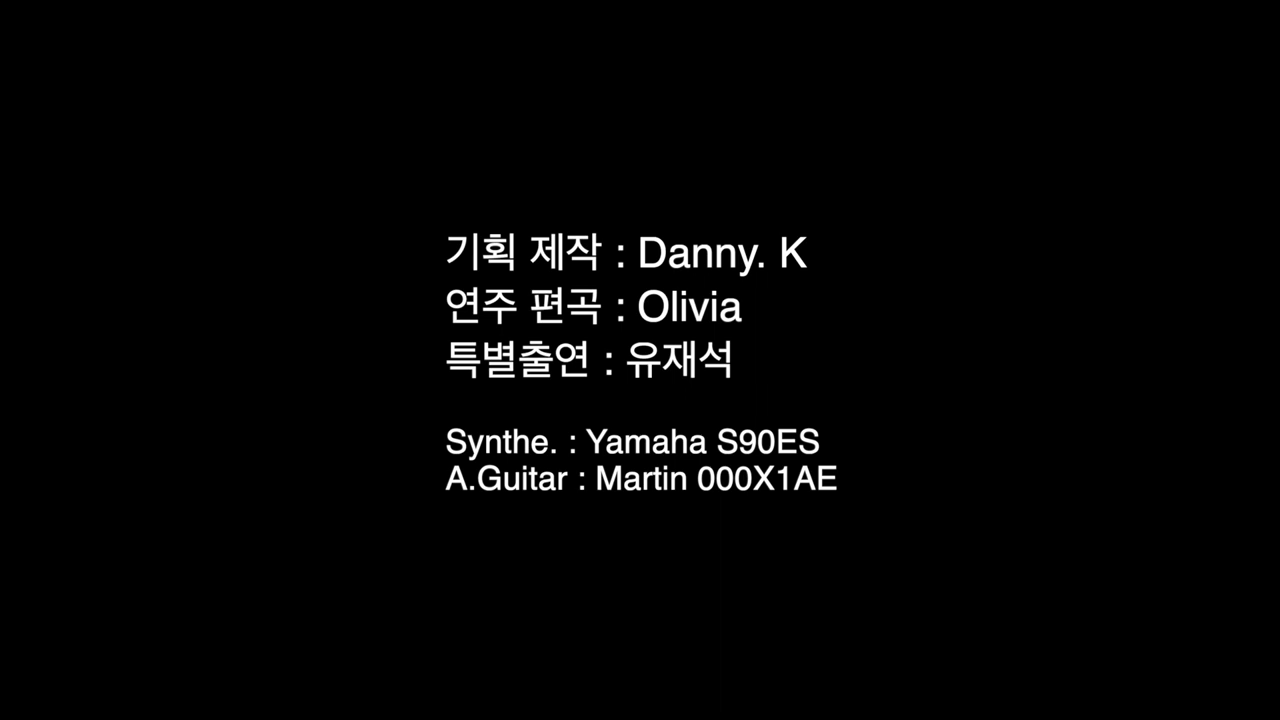 기획 제작 : Danny. K
연주 편곡 : Olivia
특별출연 : 유재석
Synthe. : Yamaha S90ES
A.Guitar : Martin 000X1AE